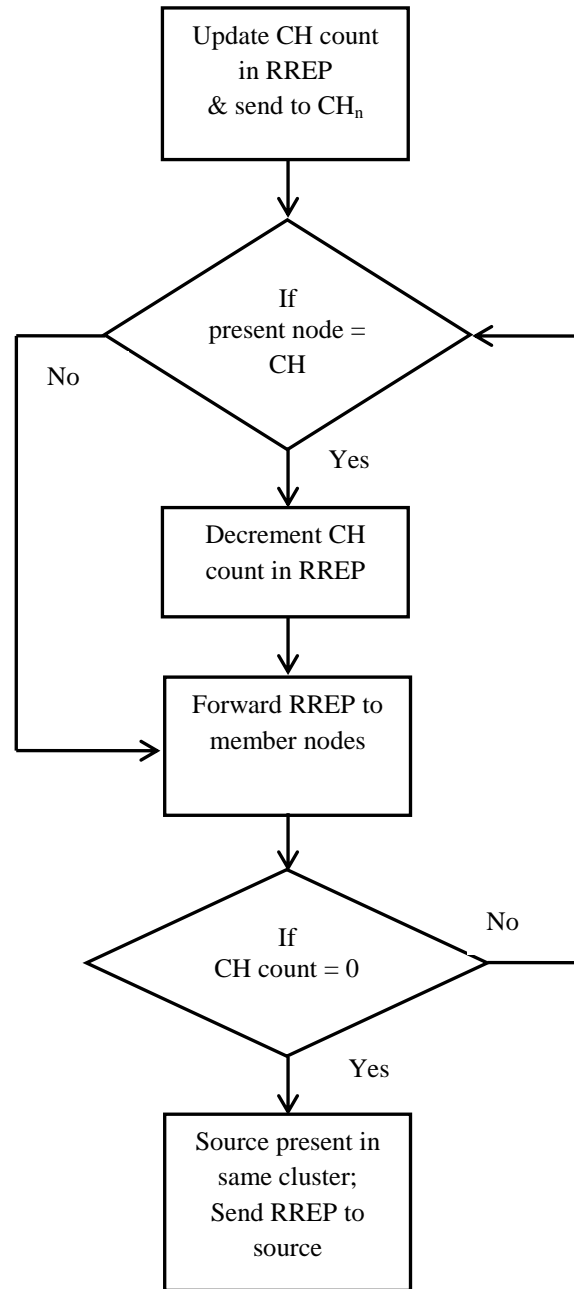 Update CH count
in RREP
& send to CHn
If
present node =
CH
No
Yes
Decrement CH
count in RREP
Forward RREP to
member nodes
If
CH count = 0
No
Yes
Source present in
same cluster;
Send RREP to
source